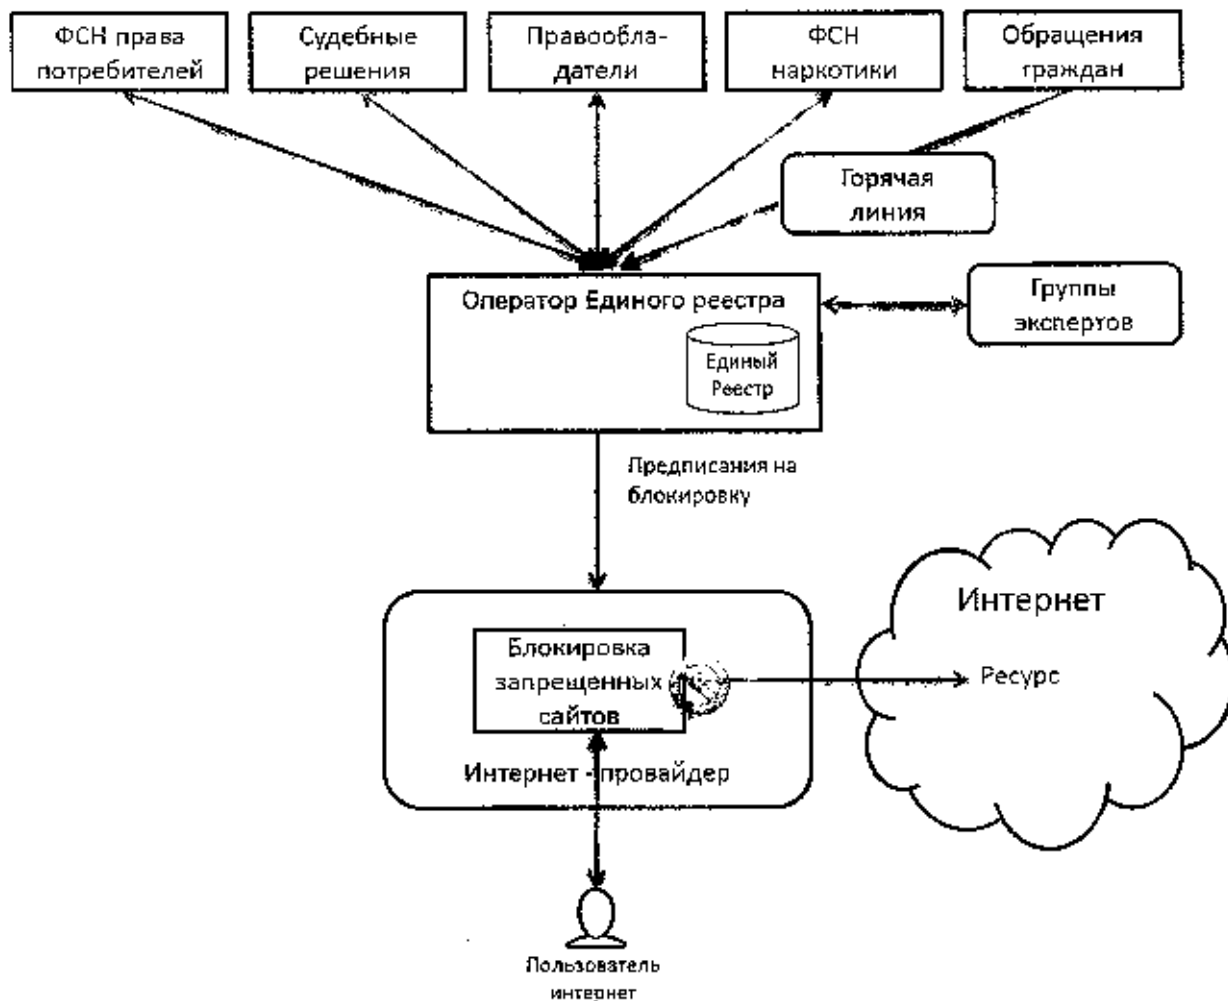 ФСН права
потребителей
Судебные
решения
Правообла-
датели
ФСН
наркотики
Обращения
граждан
Горячая
линия
Оператор Единого реестра
Единый
Реестр
Группы
экспертов
Предписания на
блокировку
Интернет
Ресурс
Блокировка
запрещенных
сайтов
Интернет - провайдер
Пользователь
интернет